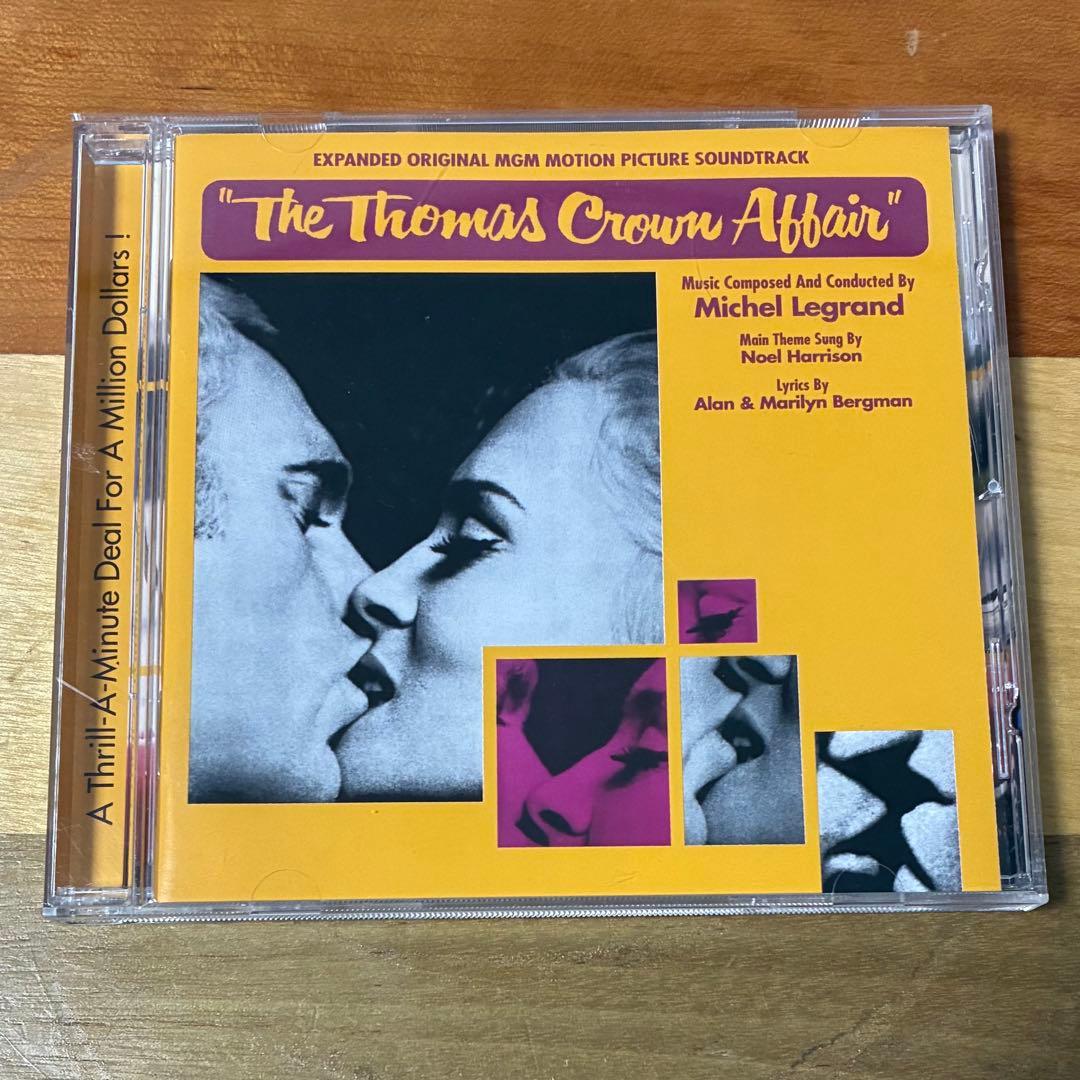 EXPANDED ORIGINAL MGM MOTION PICTURE SOUNDTRACK
"The Thomas Crown Affair"
Music Composed And Conducted By
Michel Legrand
Main Theme Sung By
Noel Harrison
Lyrics By
Alan & Marilyn Bergman
A Thrill-A-Minute Deal For A Million Dollars !